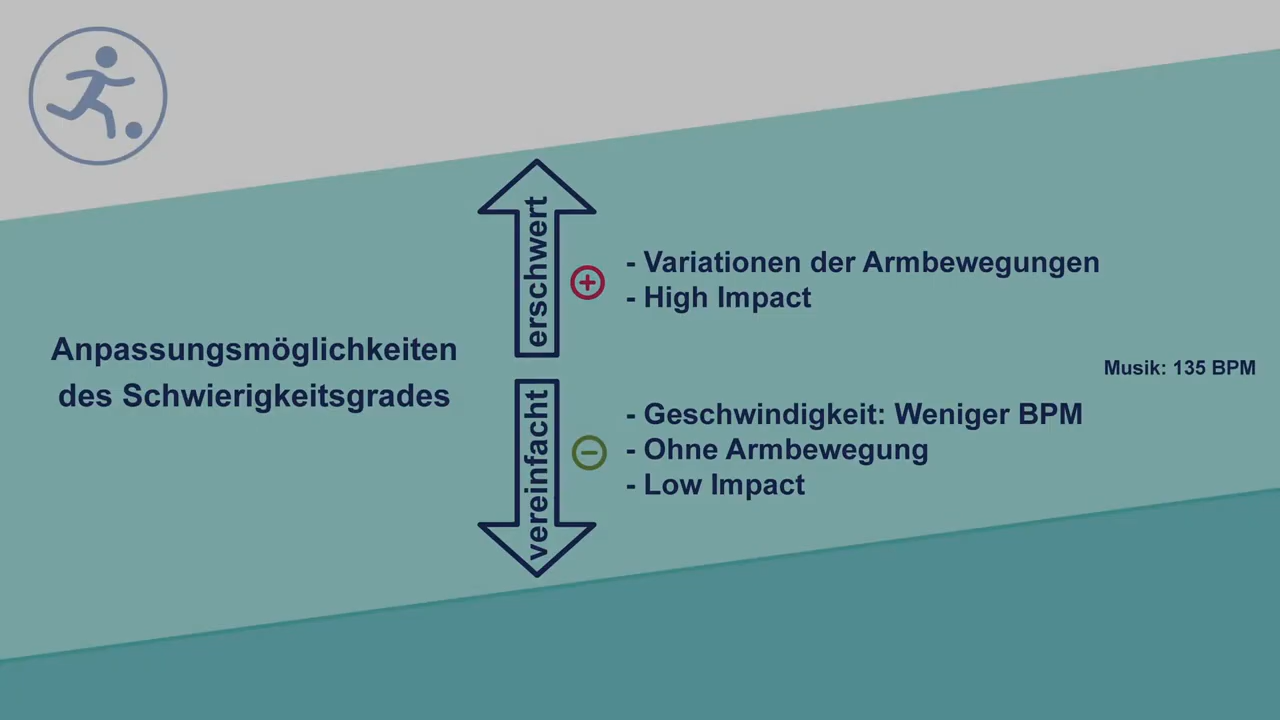 Anpassungsmöglichkeiten
des Schwierigkeitsgrades
erschwert
- Variationen der Armbewegungen
- High Impact
vereinfacht
- Geschwindigkeit: Weniger BPM
- Ohne Armbewegung
- Low Impact
Musik: 135 BPM